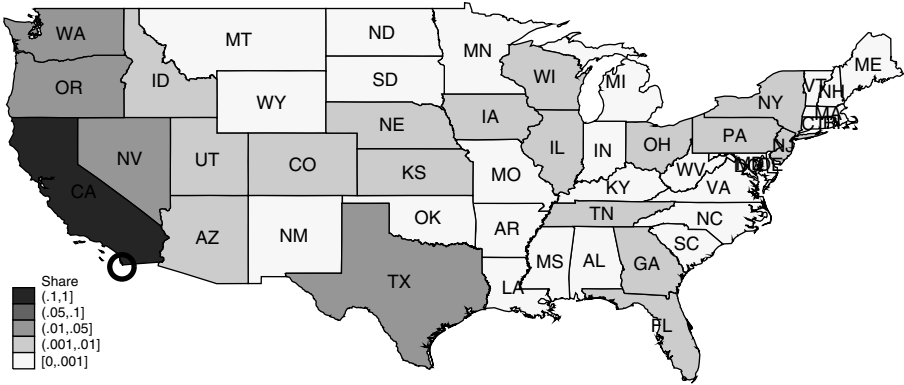 WA
MT
ND
MN
ME
OR
ID
SD
WI
MI
VT
NH
WY
NY
MA
IA
NE
PA
NJ
NV
UT
CO
KS
IL
IN
OH
CA
MO
WV
VA
KY
AZ
NM
OK
AR
TN
NC
SC
TX
LA
MS
AL
GA
FL
Share
(.1,1]
(.05,.1]
(.01,.05]
(.001,.01]
[0,.001]